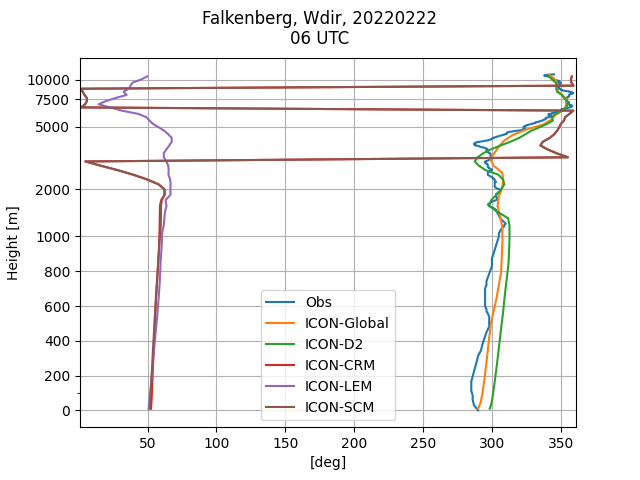 Falkenberg, Wdir, 20220222
06 UTC
10000
7500
5000
2000
1000
800
600
400
200
0
Height [m]
Obs
ICON-Global
ICON-D2
ICON-CRM
ICON-LEM
ICON-SCM
50
100
150
200
250
300
350
[deg]